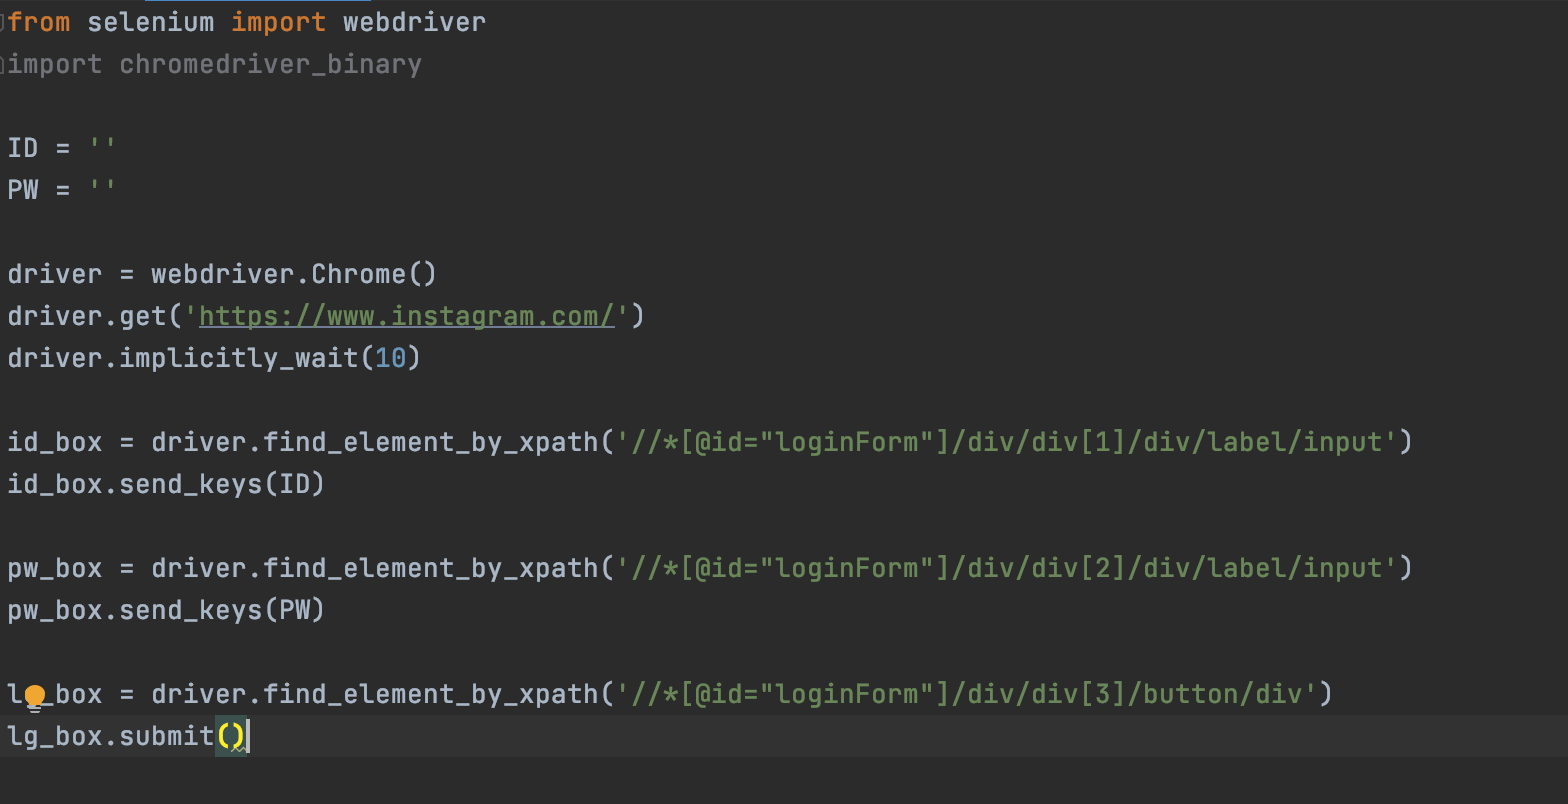 from selenium import webdriver
import chromedriver_binary
ID = ''
PW = ''
driver = webdriver.Chrome()
driver.get('https://www.instagram.com/')
driver.implicitly_wait(10)
id_box = driver.find_element_by_xpath('//*[@id="loginForm"]/div/div[1]/div/label/input')
id_box.send_keys(ID)
pw_box = driver.find_element_by_xpath('//*[@id="loginForm"]/div/div[2]/div/label/input')
pw_box.send_keys(PW)
lg_box = driver.find_element_by_xpath('//*[@id="loginForm"]/div/div[3]/button/div')
lg_box.submit()